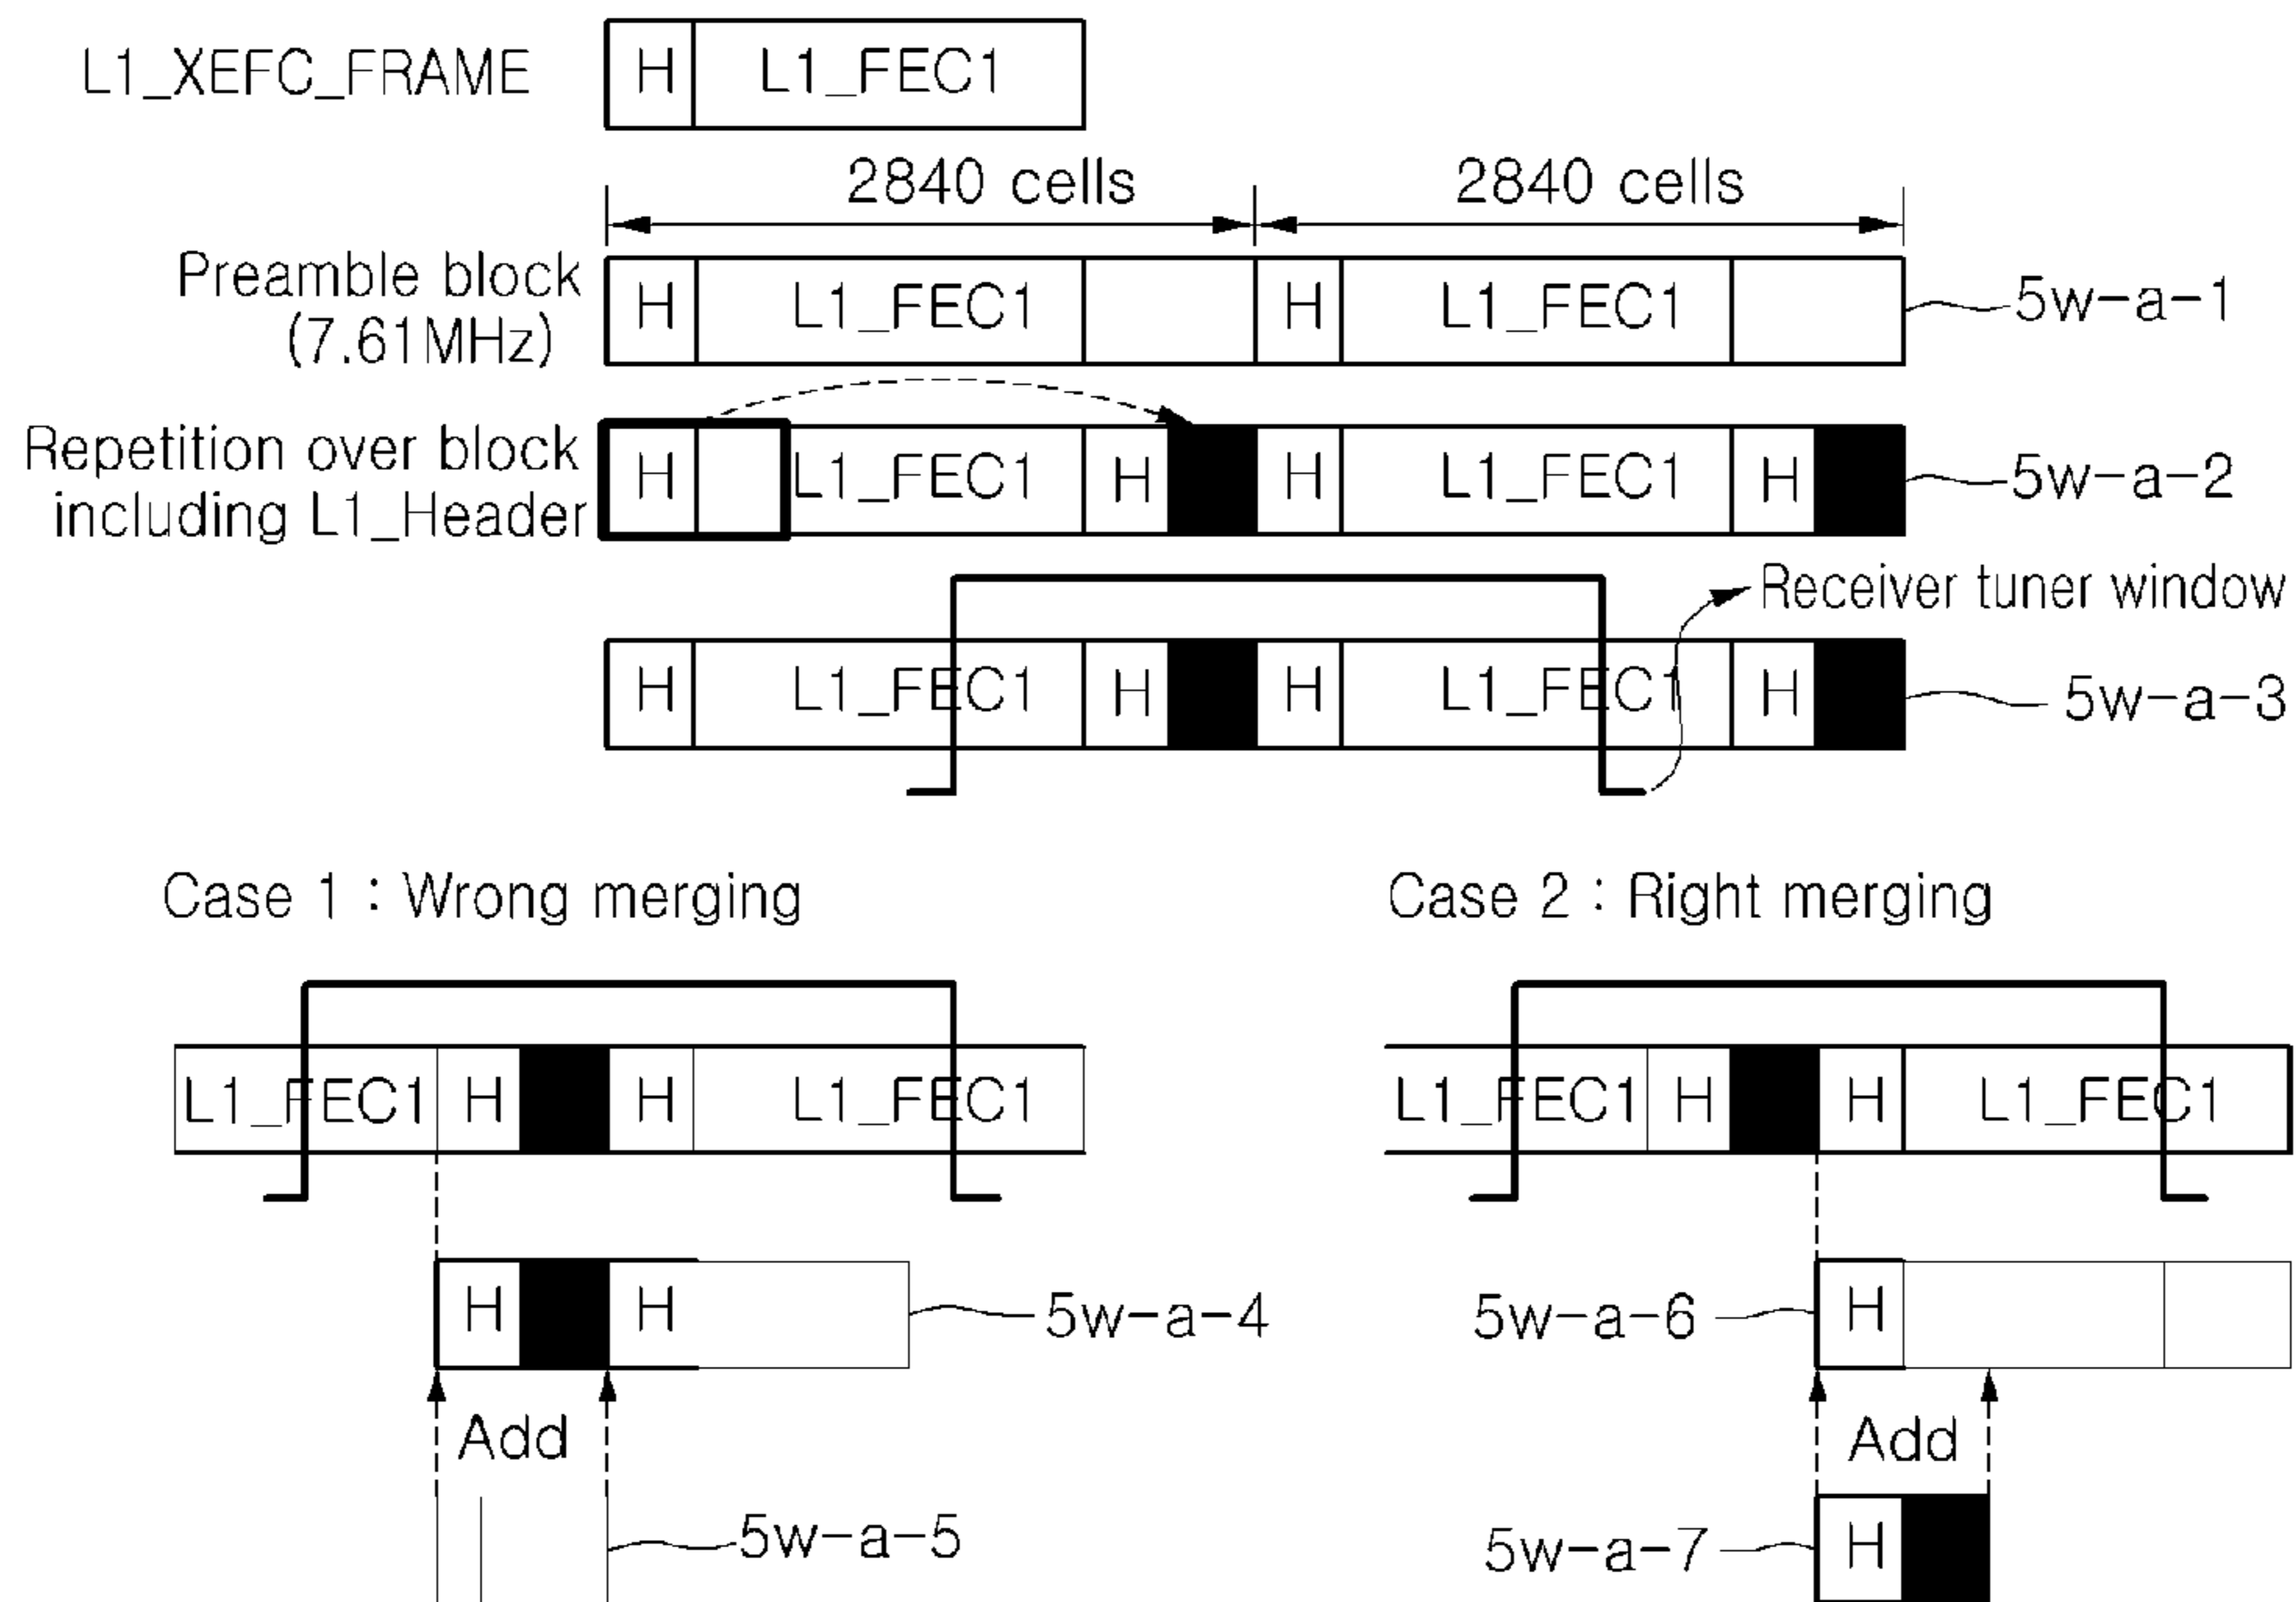 L1_XEFC_FRAME H L1_FEC1
2840 cells 2840 cells
Preamble block
(7.61MHz)
H L1_FEC1 H L1_FEC1 5w-a-1
Repetition over block
including L1_Header
H L1_FEC1 H H L1_FEC1 H 5w-a-2
Receiver tuner window
H L1_FEC1 H H L1_FEC1 H 5w-a-3
Case 1 : Wrong merging Case 2 : Right merging
L1_FEC1 H H L1_FEC1 L1_FEC1 H H L1_FEC1
H H 5w-a-4 5w-a-6 H
Add Add
5w-a-5 5w-a-7 H